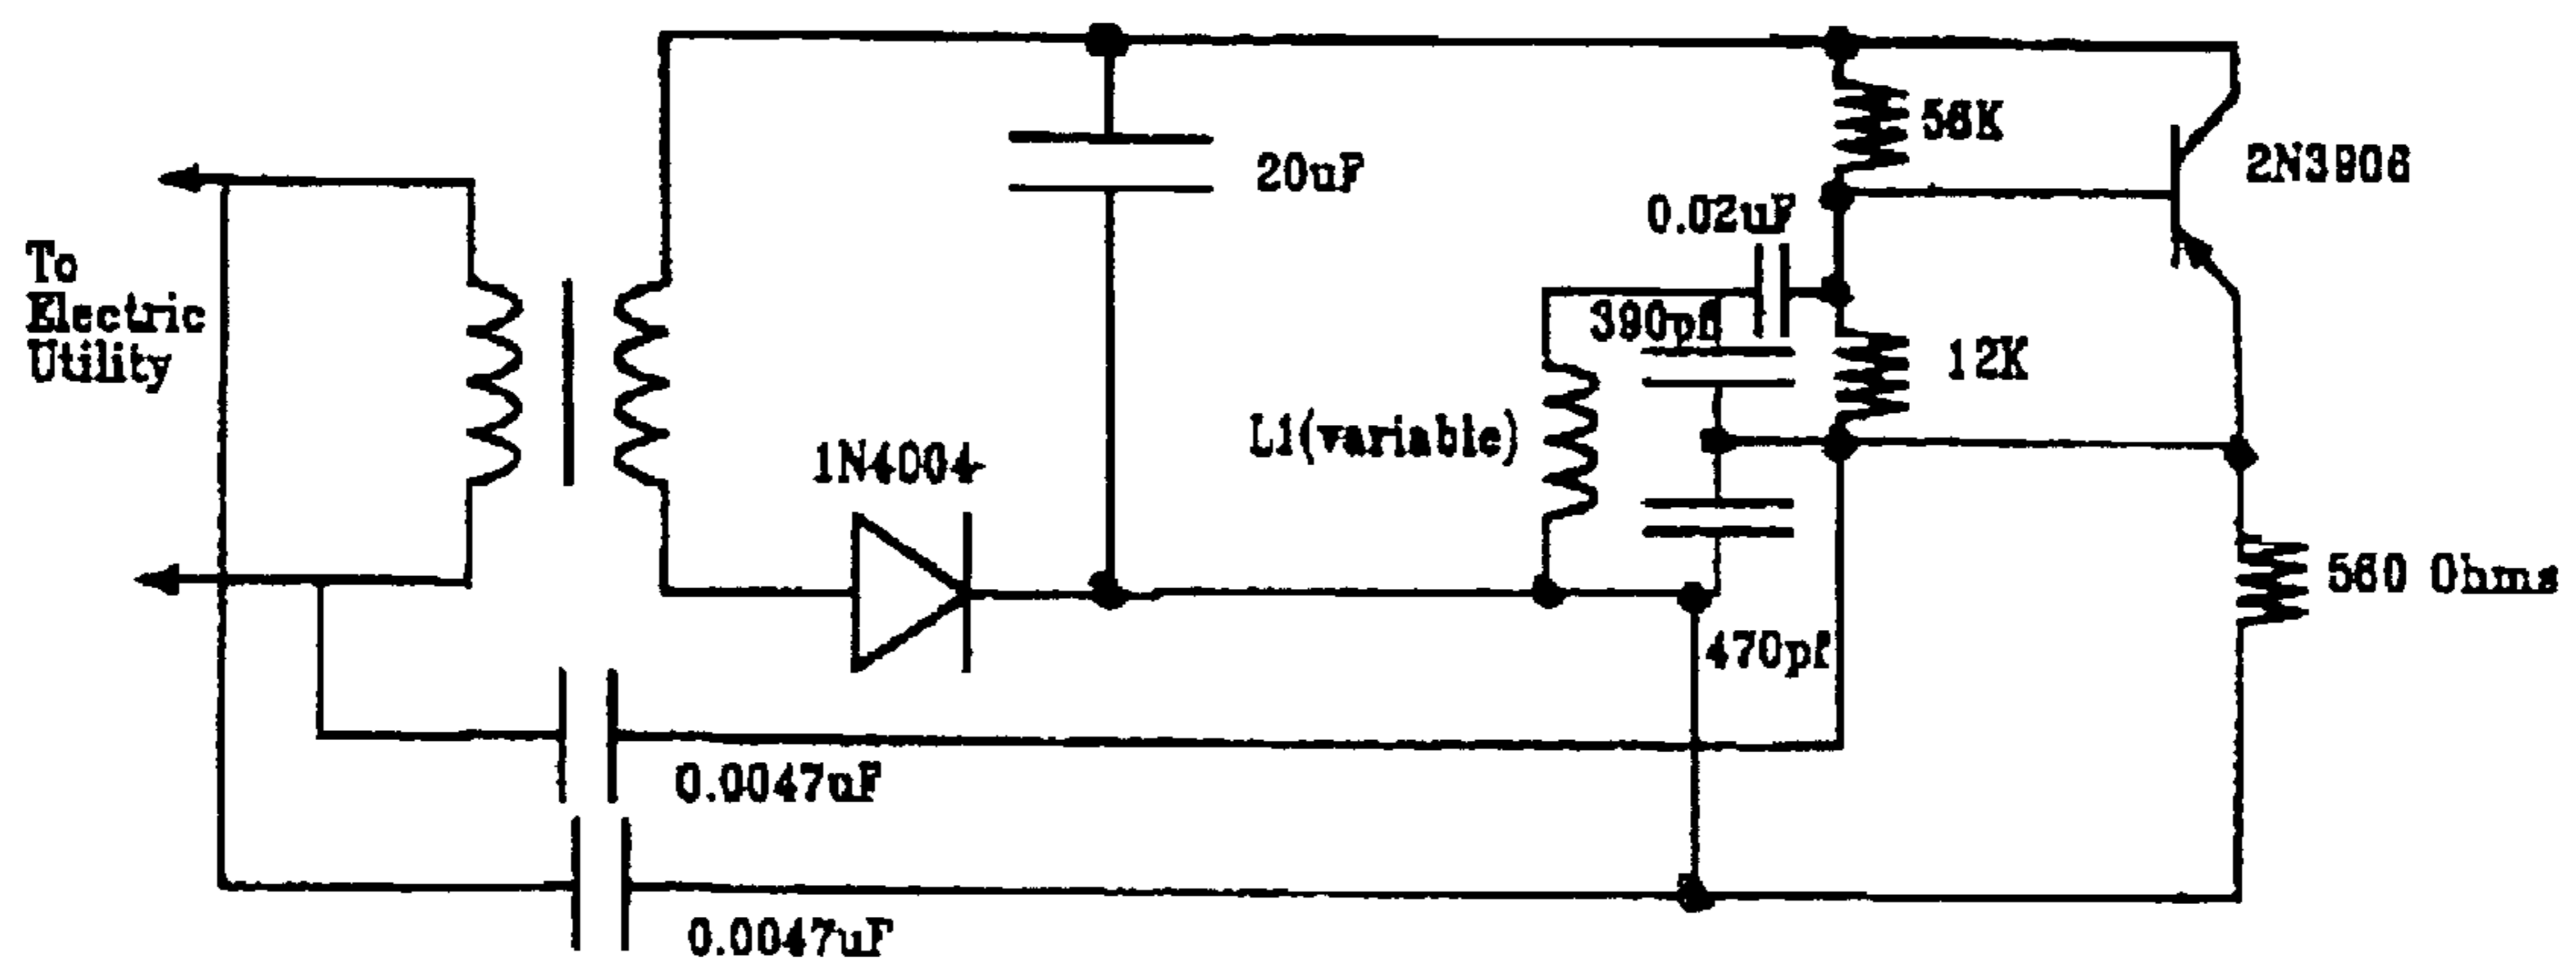 56K
2N3906
20uF
0.02uF
To
Electric
Utility
390pf
12K
L1(variable)
1N4004
560 Ohms
470pf
0.0047uF
0.0047uF